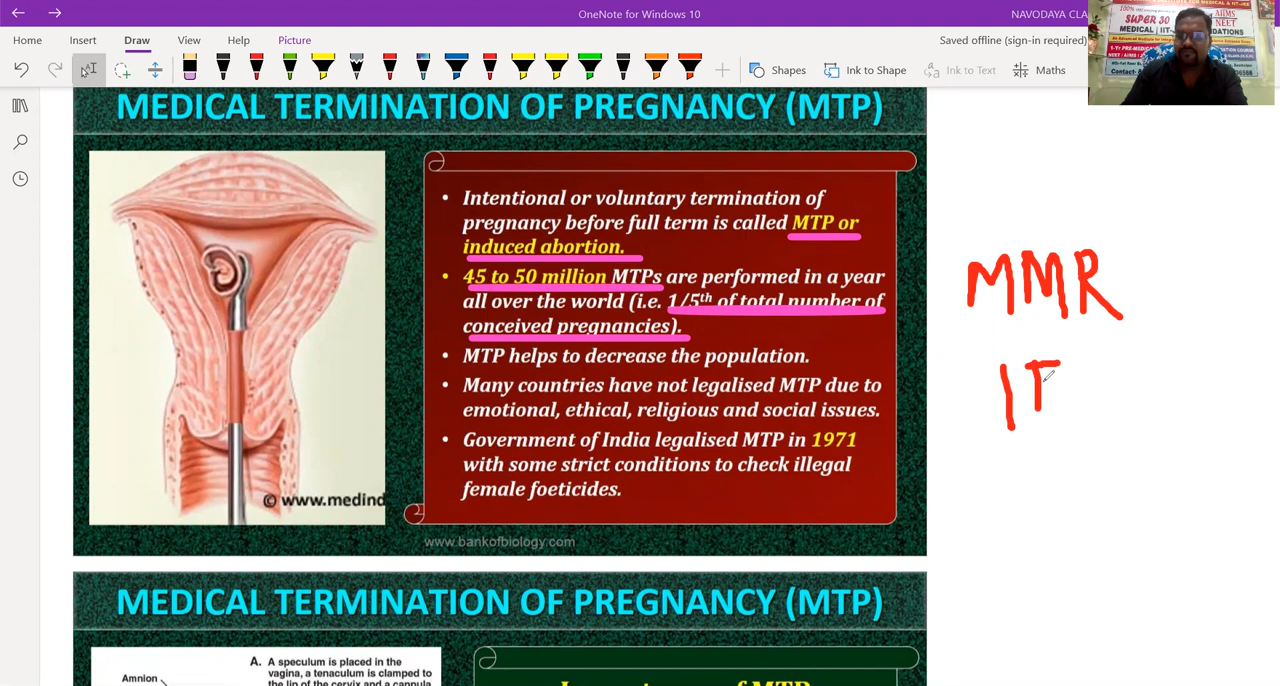 OneNote for Windows 10
NAVODAYA CLA
Home Insert Draw View Help Picture
Saved offline (sign-in required)
Shapes Ink to Shape Ink to Text Maths
SUPER 30
AIIMS
NEET
MEDICAL TERMINATION OF PREGNANCY (MTP)
• Intentional or voluntary termination of
pregnancy before full term is called MTP or
induced abortion.
• 45 to 50 million MTPs are performed in a year
all over the world (i.e. 1/5th of total number of
conceived pregnancies).
• MTP helps to decrease the population.
• Many countries have not legalised MTP due to
emotional, ethical, religious and social issues.
• Government of India legalised MTP in 1971
with some strict conditions to check illegal
female foeticides.
© www.medind
www.bankofbiology.com
MMR
MEDICAL TERMINATION OF PREGNANCY (MTP)
A. A speculum is placed in the
vagina, a tenaculum is clamped to
the lip of the cervix and a cannula
Amnion